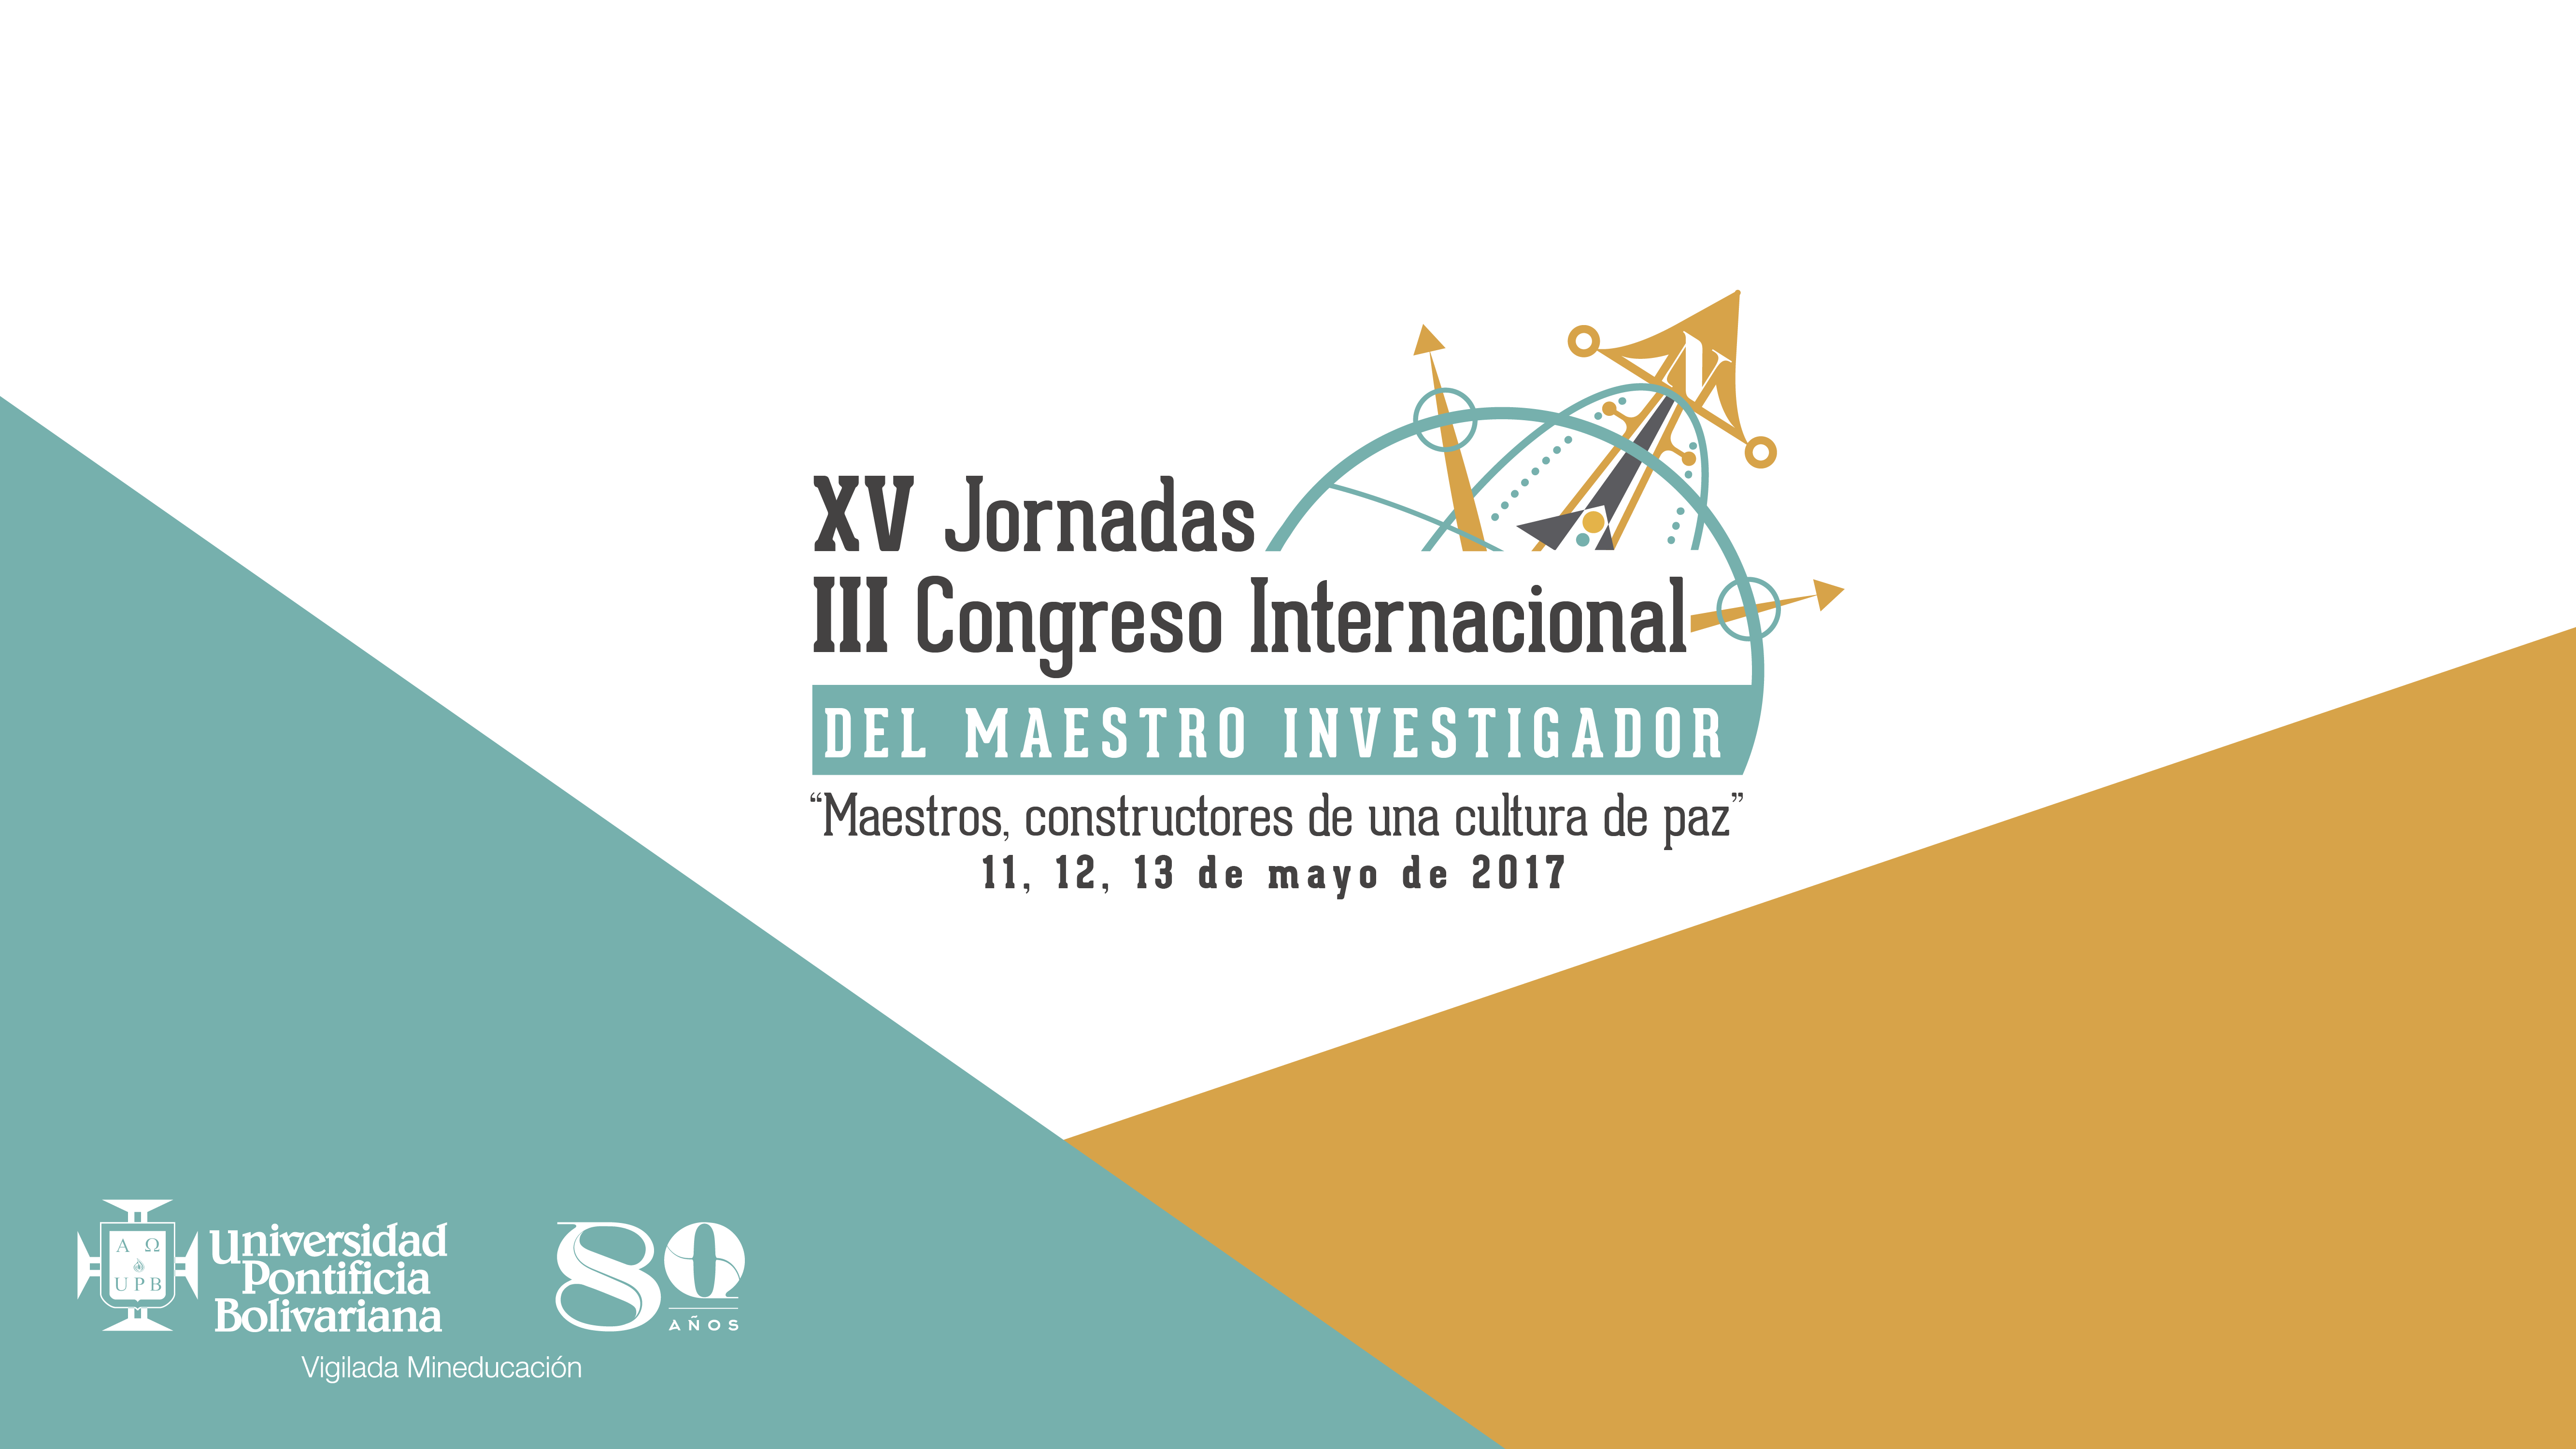 N
XV Jornadas
III Congreso Internacional
DEL MAESTRO INVESTIGADOR
“Maestros, constructores de una cultura de paz”
11, 12, 13 de mayo de 2017
Α Ω
UPB
Universidad
Pontificia
Bolivariana
80
AÑOS
Vigilada Mineducación